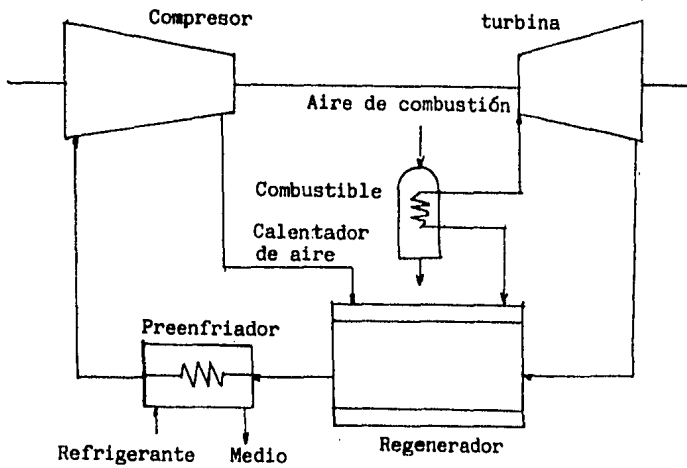 Compresor
turbina
Aire de combustión
Combustible
Calentador
de aire
Preenfriador
Refrigerante
Medio
Regenerador